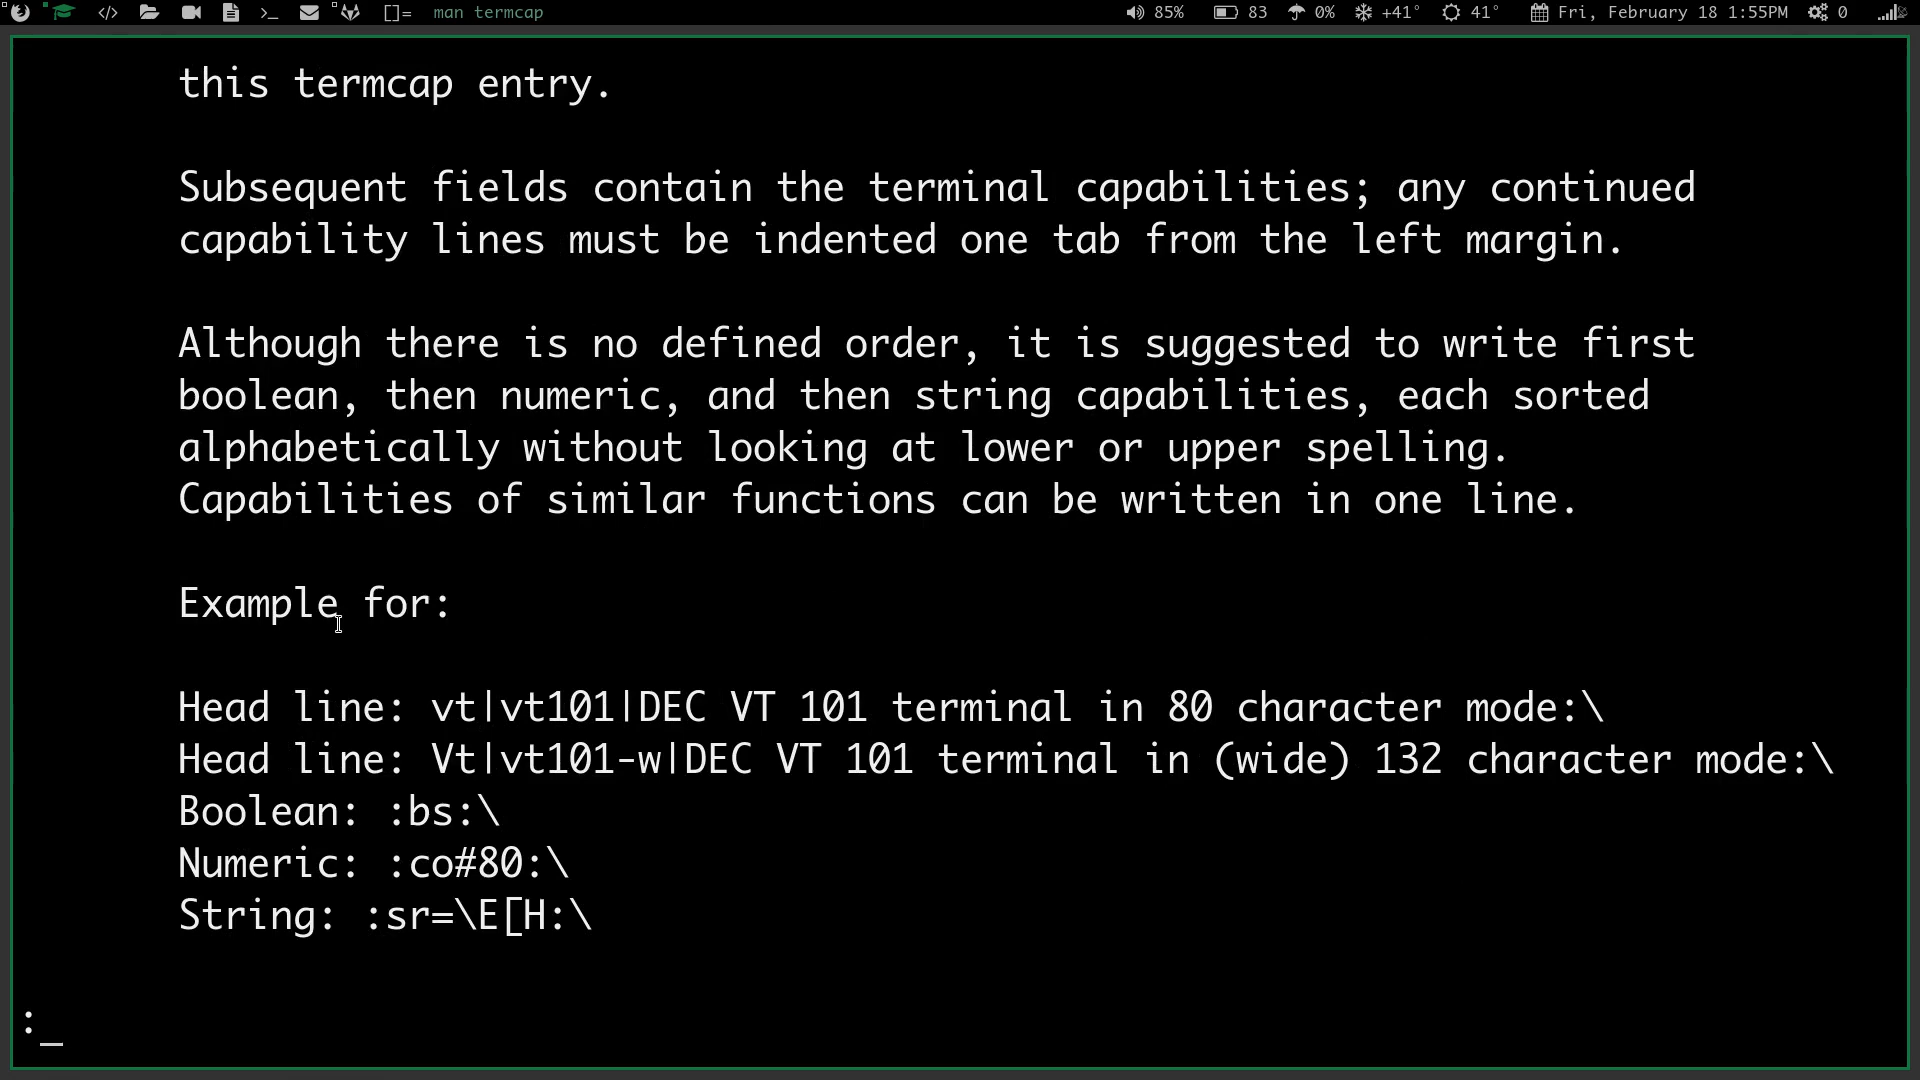 []= man termcap 85% 83 0% +41° 41° Fri, February 18 1:55PM 0
this termcap entry.
Subsequent fields contain the terminal capabilities; any continued
capability lines must be indented one tab from the left margin.
Although there is no defined order, it is suggested to write first
boolean, then numeric, and then string capabilities, each sorted
alphabetically without looking at lower or upper spelling.
Capabilities of similar functions can be written in one line.
Example for:
Head line: vt|vt101|DEC VT 101 terminal in 80 character mode:\
Head line: Vt|vt101-w|DEC VT 101 terminal in (wide) 132 character mode:\
Boolean: :bs:\
Numeric: :co#80:\
String: :sr=\E[H:\
:_